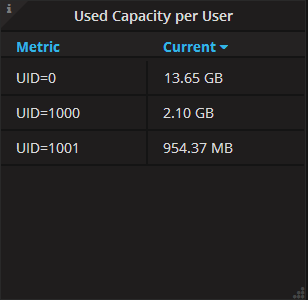 Used Capacity per User
Metric Current
UID=0 13.65 GB
UID=1000 2.10 GB
UID=1001 954.37 MB